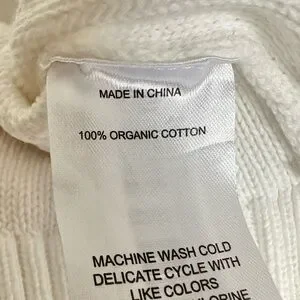 MADE IN CHINA
100% ORGANIC COTTON
MACHINE WASH COLD
DELICATE CYCLE WITH
LIKE COLORS